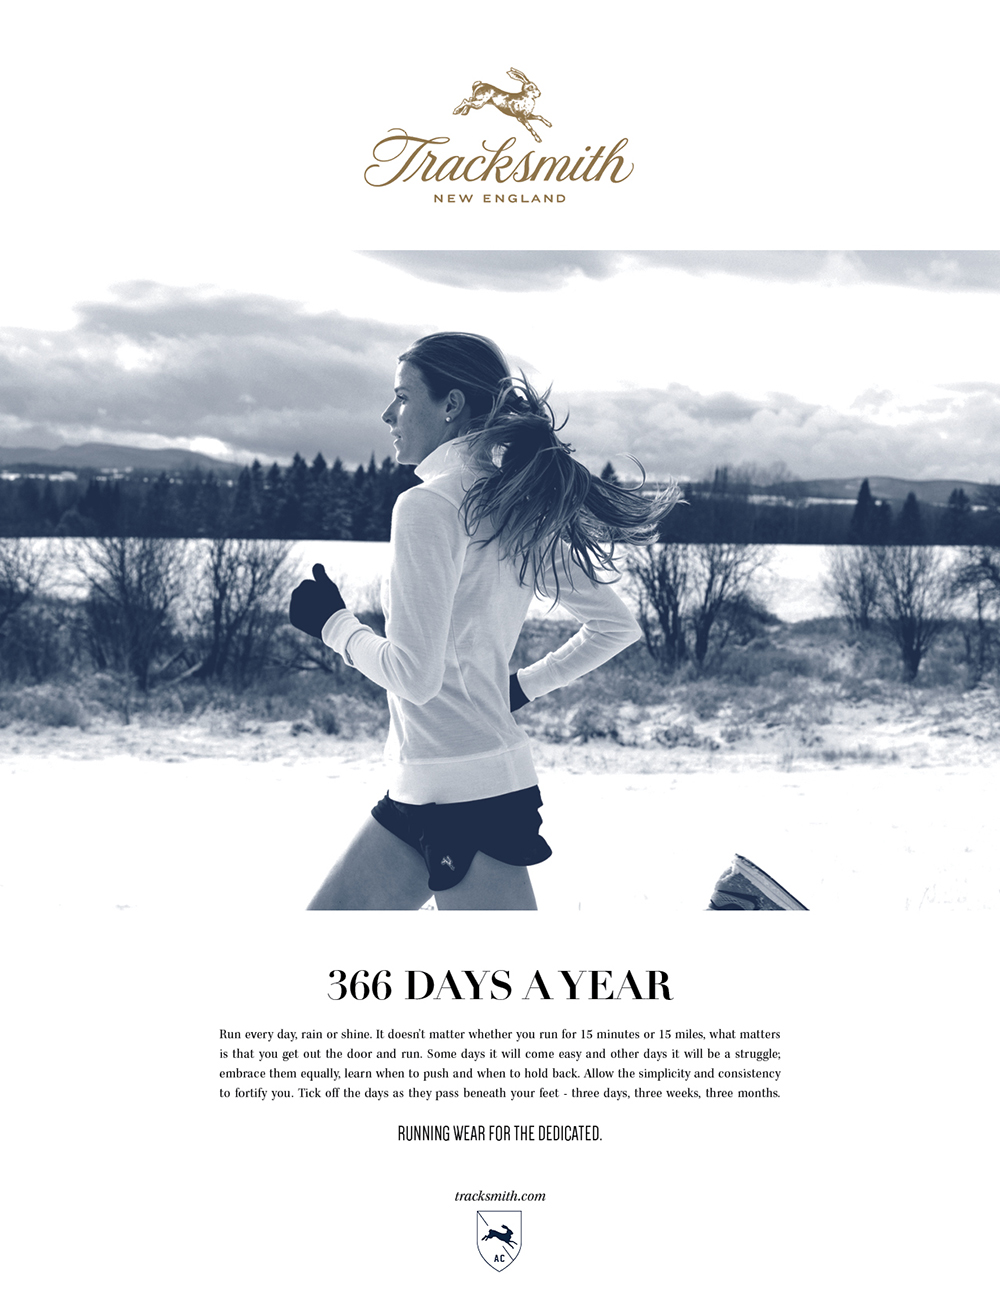 Tracksmith
NEW ENGLAND
366 DAYS A YEAR
Run every day, rain or shine. It doesn't matter whether you run for 15 minutes or 15 miles, what matters
is that you get out the door and run. Some days it will come easy and other days it will be a struggle;
embrace them equally, learn when to push and when to hold back. Allow the simplicity and consistency
to fortify you. Tick off the days as they pass beneath your feet - three days, three weeks, three months.
RUNNING WEAR FOR THE DEDICATED.
tracksmith.com
AC